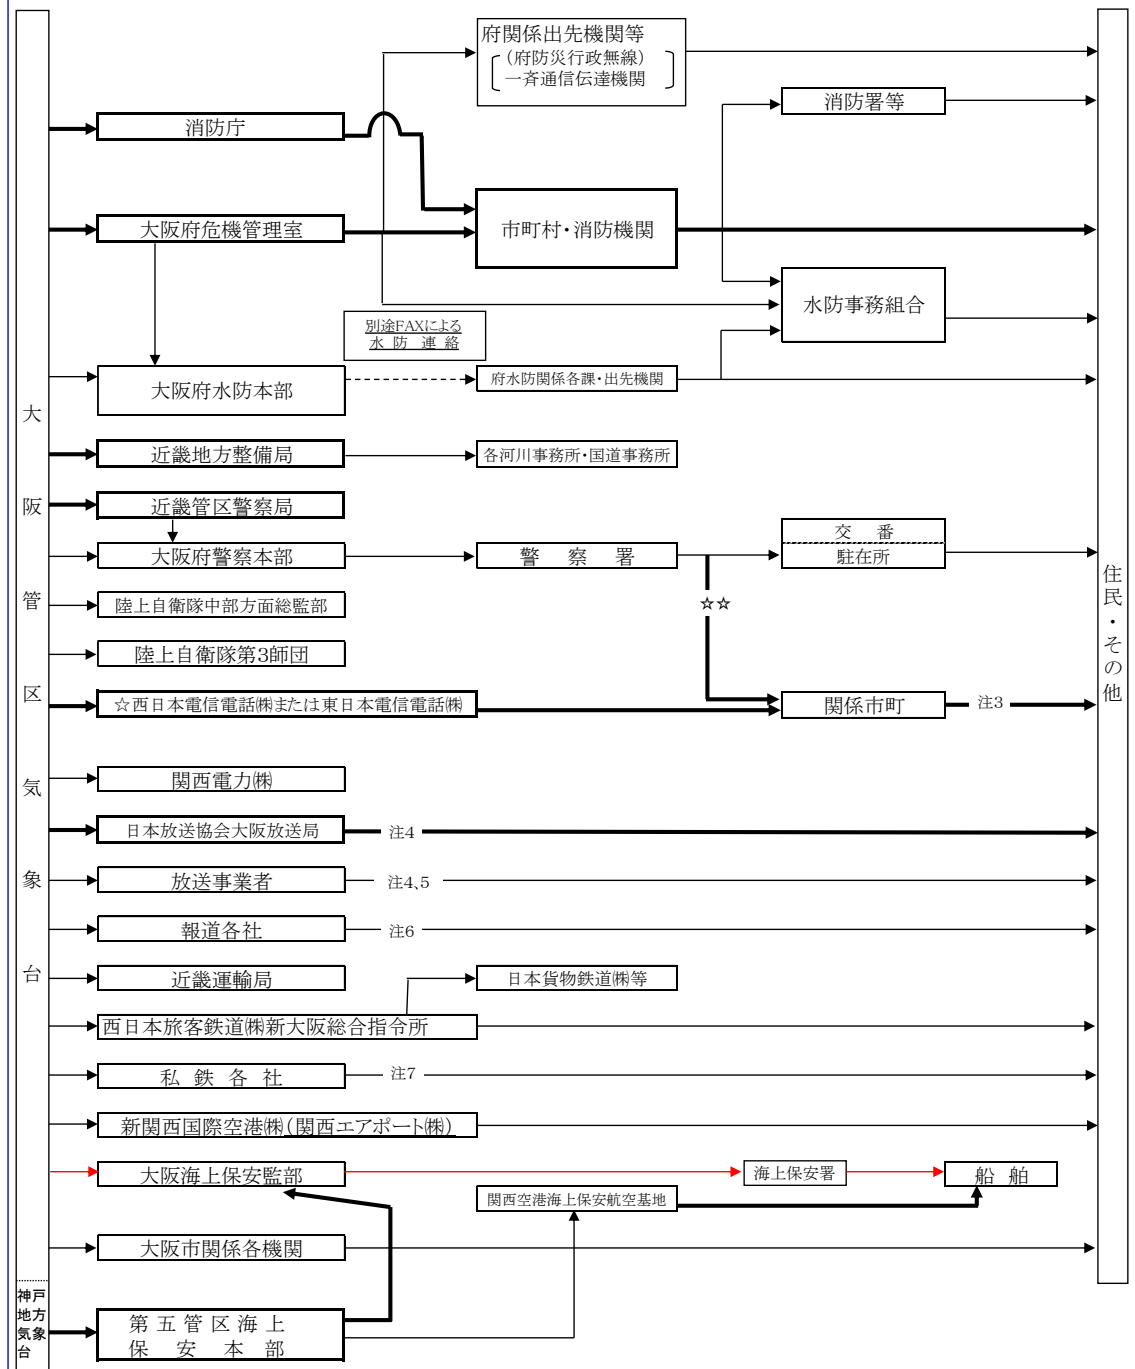 府関係出先機関等
（府防災行政無線）
一斉通信伝達機関
消防署等
消防庁
大阪府危機管理室
市町村・消防機関
水防事務組合
別途FAXによる
水防連絡
大阪府水防本部
府水防関係各課・出先機関
近畿地方整備局
各河川事務所・国道事務所
近畿管区警察局
大阪府警察本部
警察署
交番
駐在所
☆☆
陸上自衛隊中部方面総監部
陸上自衛隊第3師団
☆西日本電信電話㈱または東日本電信電話㈱
関係市町
注3
関西電力㈱
日本放送協会大阪放送局
注4
放送事業者
注4、5
報道各社
注6
近畿運輸局
日本貨物鉄道㈱等
西日本旅客鉄道㈱新大阪総合指令所
私鉄各社
注7
新関西国際空港㈱（関西エアポート㈱）
大阪海上保安監部
海上保安署
船舶
関西空港海上保安航空基地
大阪市関係各機関
第五管区海上
保安本部
大阪管区気象台
神戸
地方
気象
台
住民・その他